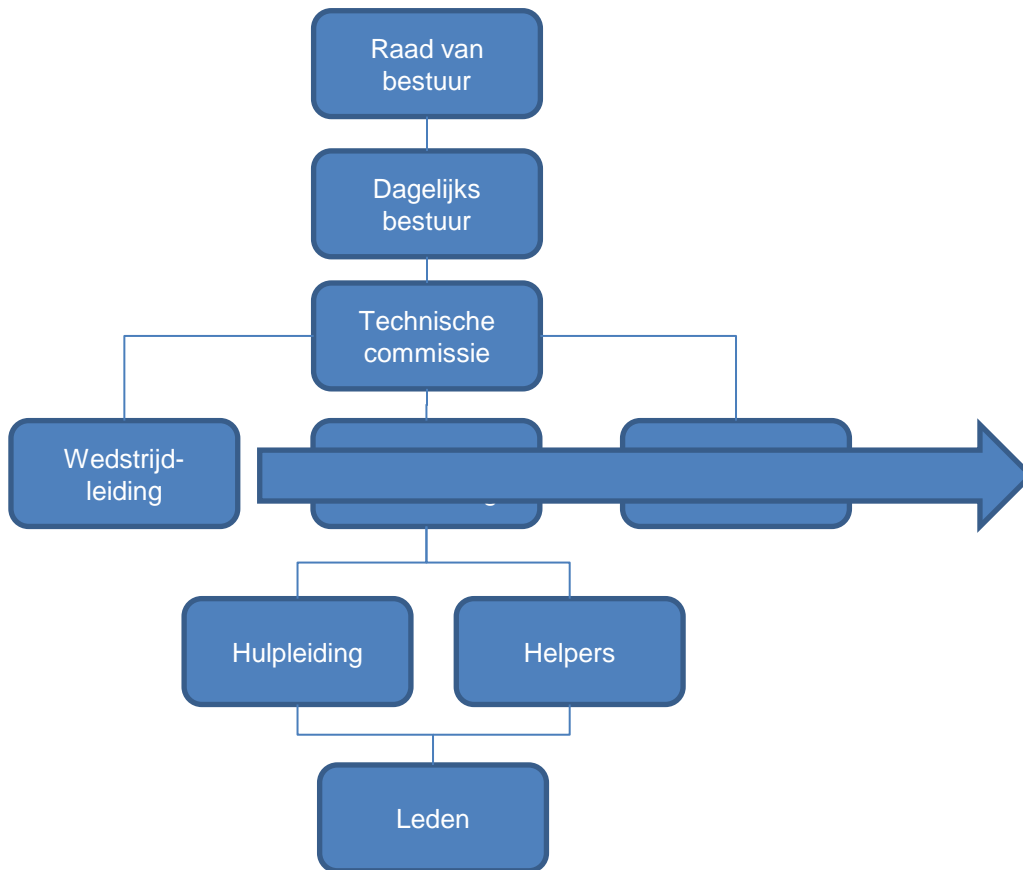 Raad van
bestuur
Dagelijks
bestuur
Technische
commissie
Wedstrijd-
leiding
Hulpleiding
Helpers
Leden